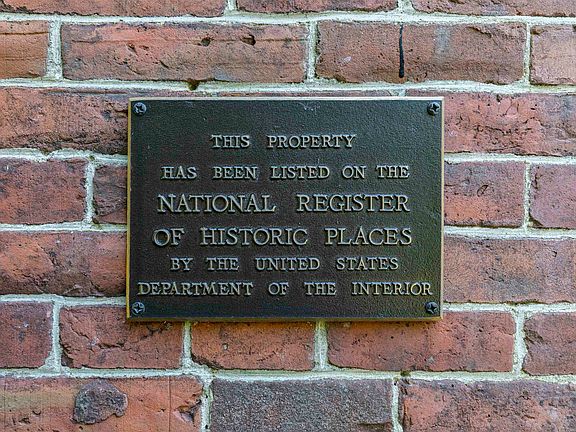 THIS PROPERTY
HAS BEEN LISTED ON THE
NATIONAL REGISTER
OF HISTORIC PLACES
BY THE UNITED STATES
DEPARTMENT OF THE INTERIOR